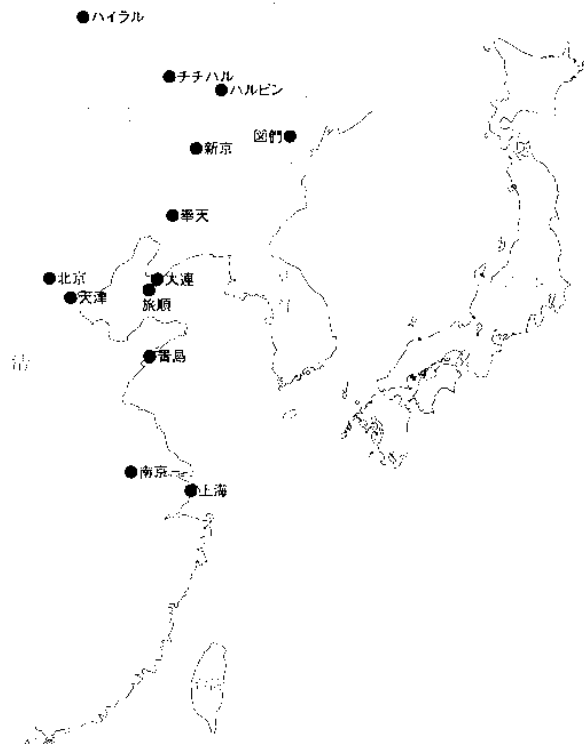 ハイラル
チチハル
ハルビン
図們
新京
奉天
北京
大連
天津
旅順
青島
清
南京
上海